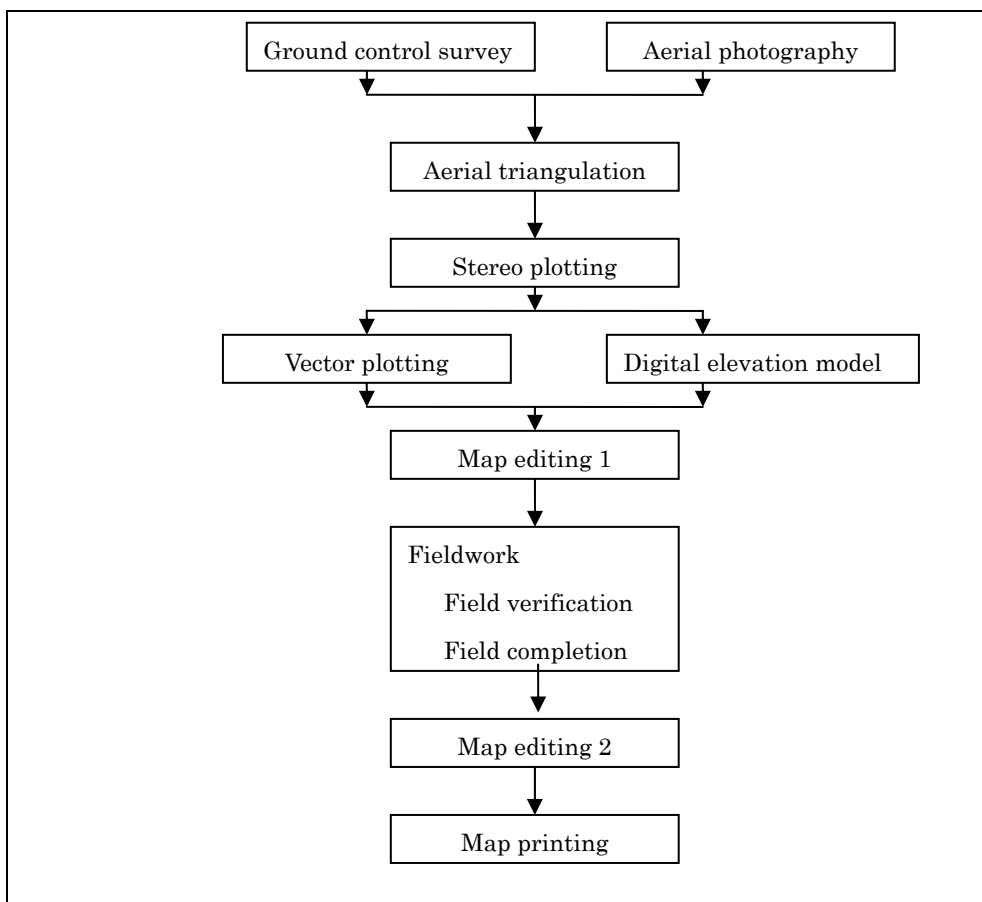 Ground control survey
Aerial photography
Aerial triangulation
Stereo plotting
Vector plotting
Digital elevation model
Map editing 1
Fieldwork
Field verification
Field completion
Map editing 2
Map printing